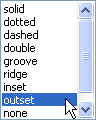 solid
dotted
dashed
double
groove
ridge
inset
outset
none